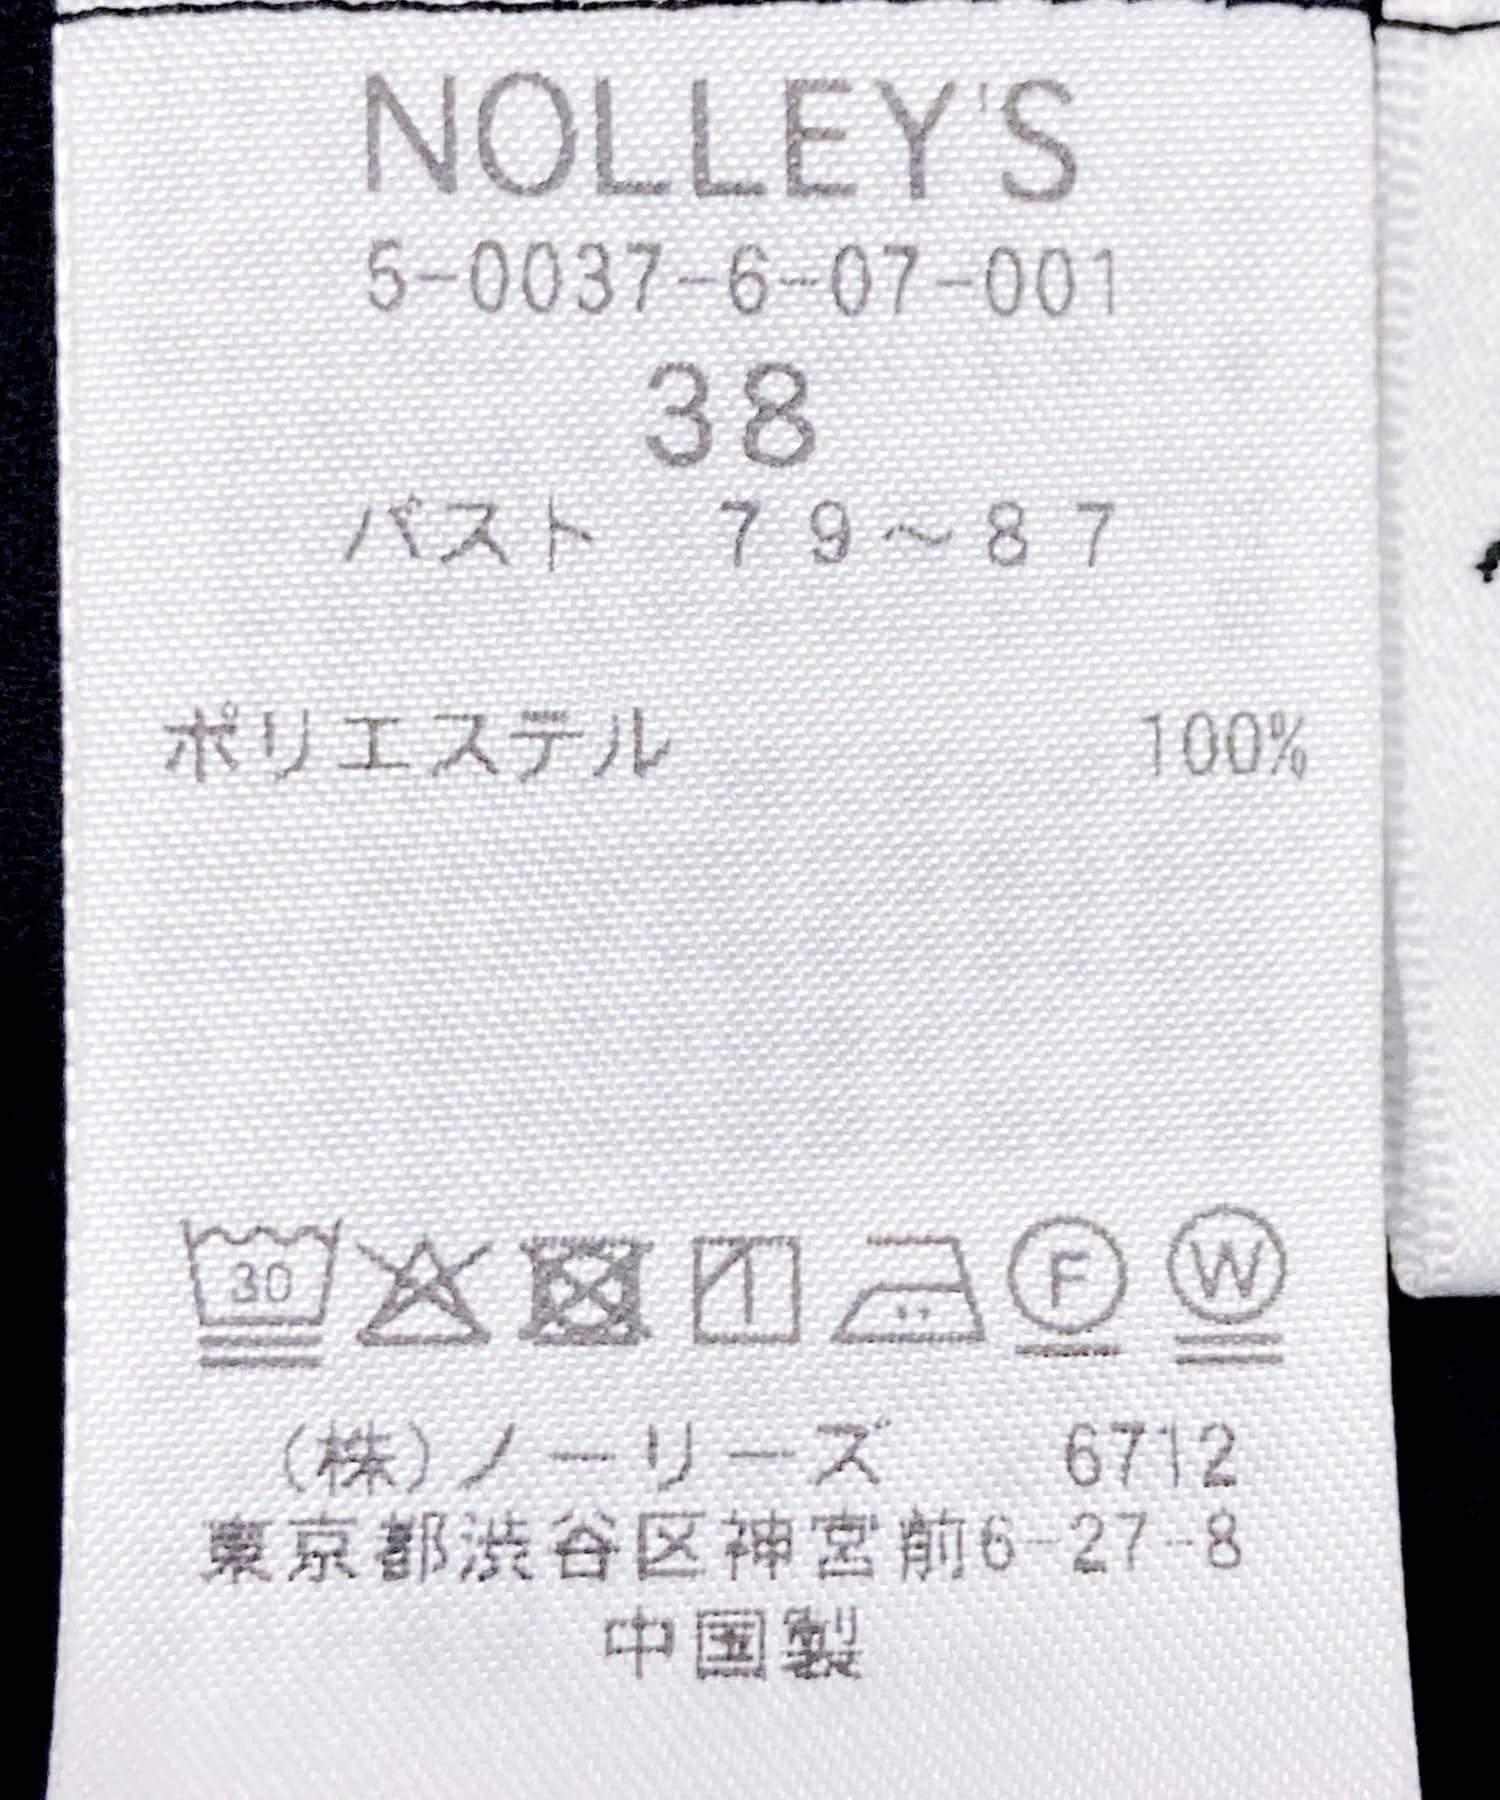 NOLLEY'S
5-0037-6-07-001
38
バスト　79～87
ポリエステル　100%
30 F W
(株)ノーリーズ　6712
東京都渋谷区神宮前6-27-8
中国製